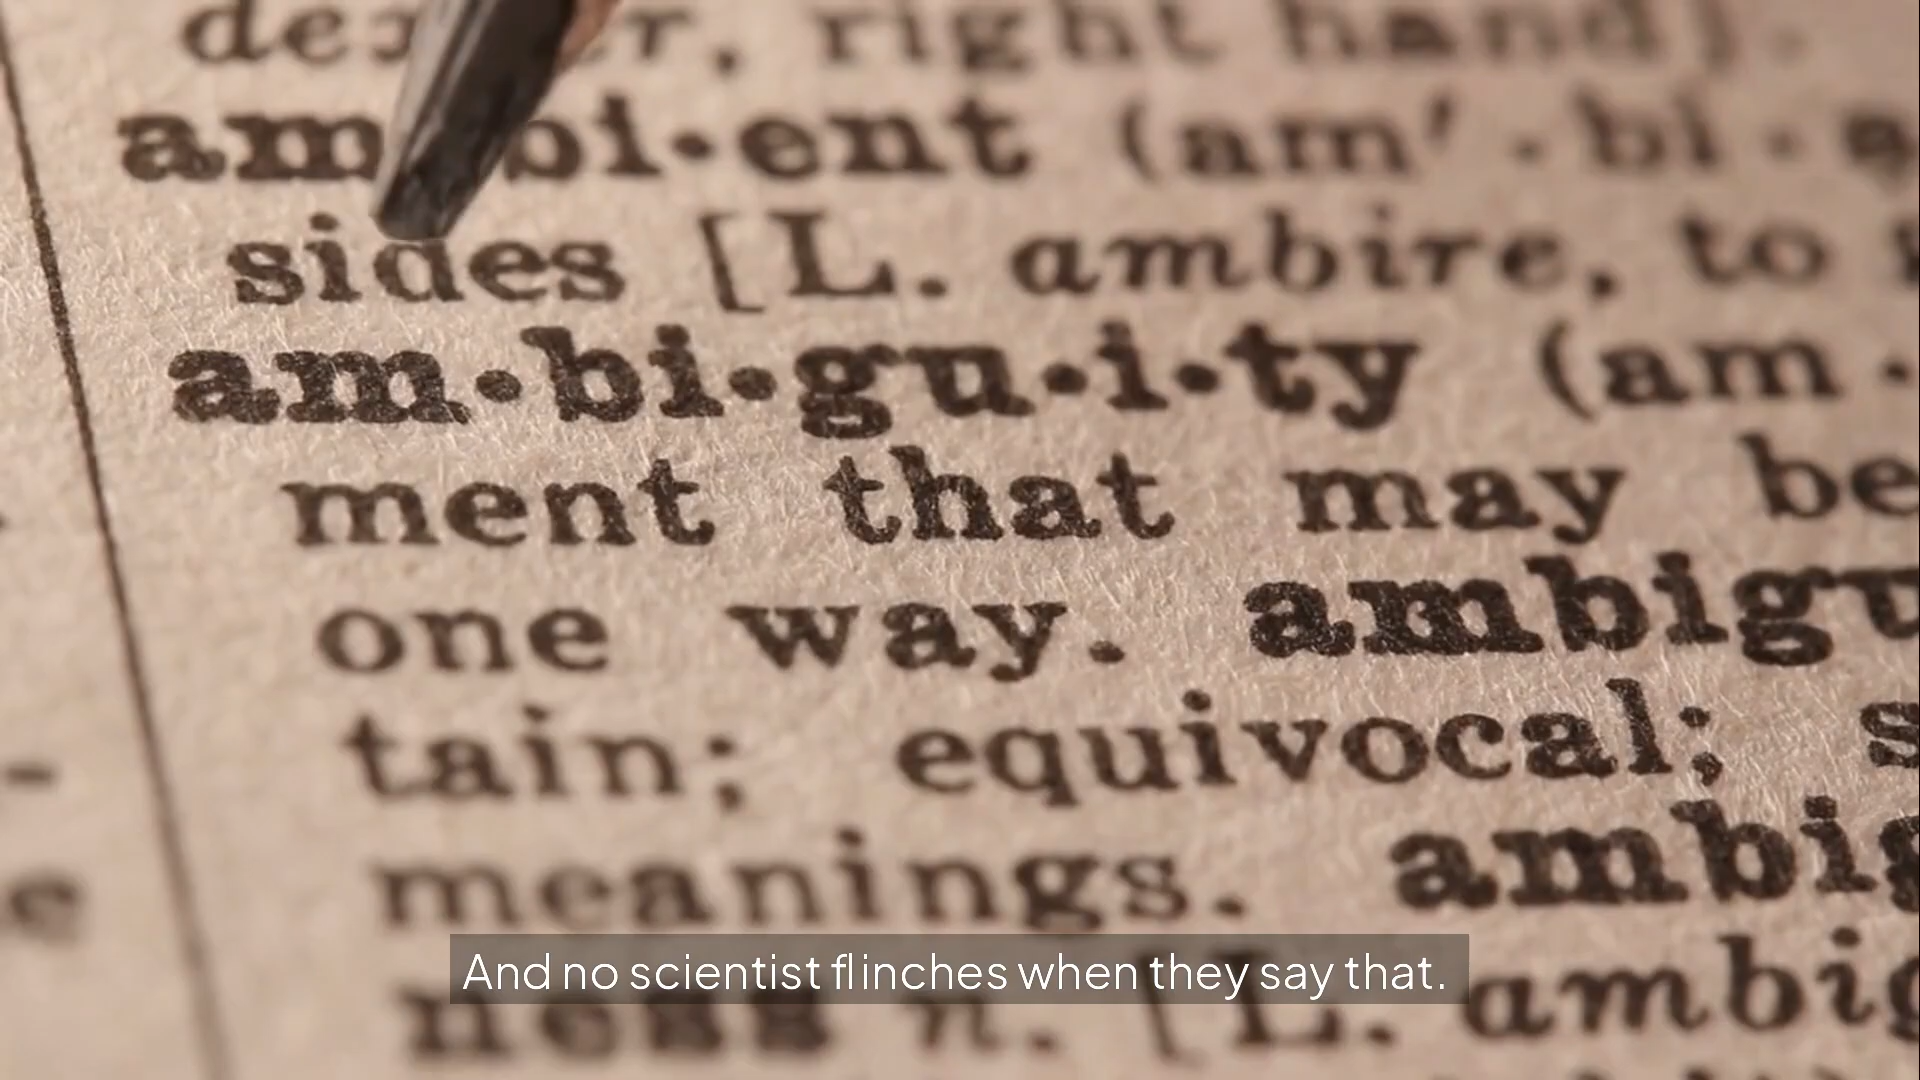 right hand].
am·bi·ent (am′·bi·
sides [L. ambire, to
am·bi·gu·i·ty (am·
ment that may be
one way. ambigu
tain; equivocal; s
meanings. ambig
ness n. [L. ambig
And no scientist flinches when they say that.